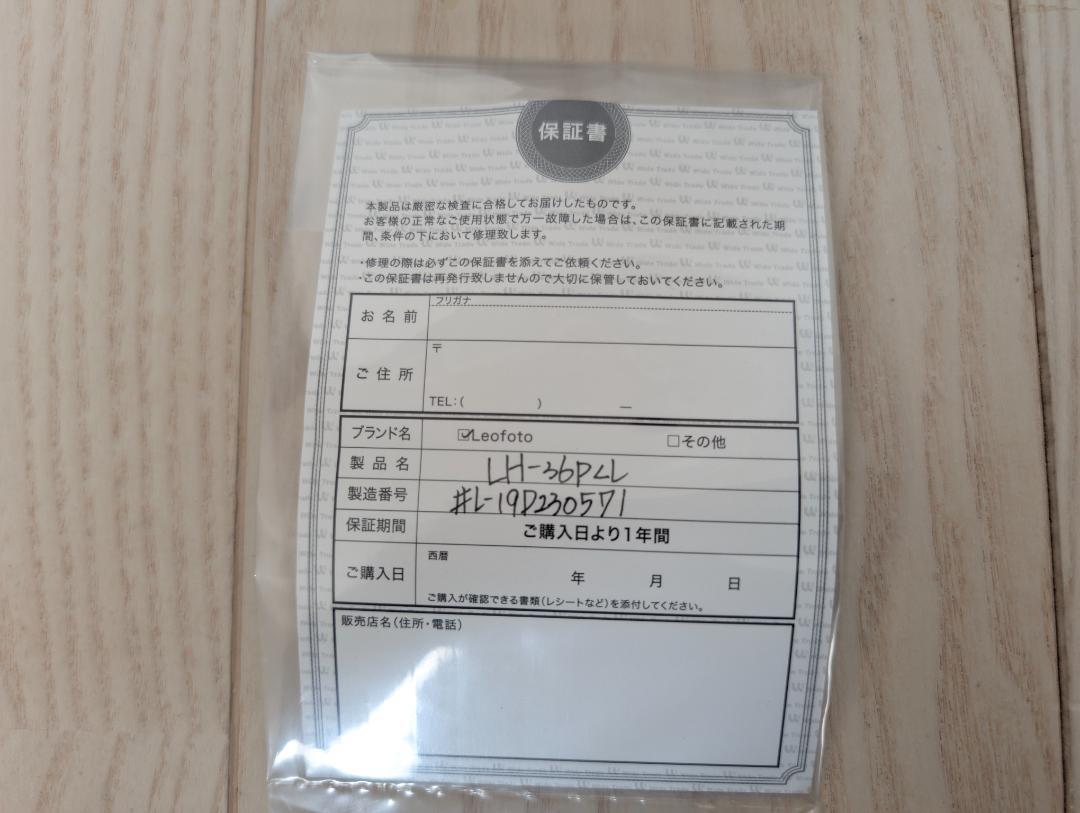 保証書
本製品は厳密な検査に合格してお届けしたものです。
お客様の正常なご使用状態で万一故障した場合は、この保証書に記載された期
間、条件の下において修理致します。
・修理の際は必ずこの保証書を添えてご依頼ください。
・この保証書は再発行致しませんので大切に保管しておいてください。
フリガナ
お名前
〒
ご住所
TEL:(　　　)　　　―
ブランド名 ☑Leofoto □その他
製品名 LH-36PCL
製造番号 #L-19D230571
保証期間 ご購入日より1年間
西暦
ご購入日 年 月 日
ご購入が確認できる書類(レシートなど)を添付してください。
販売店名(住所・電話)